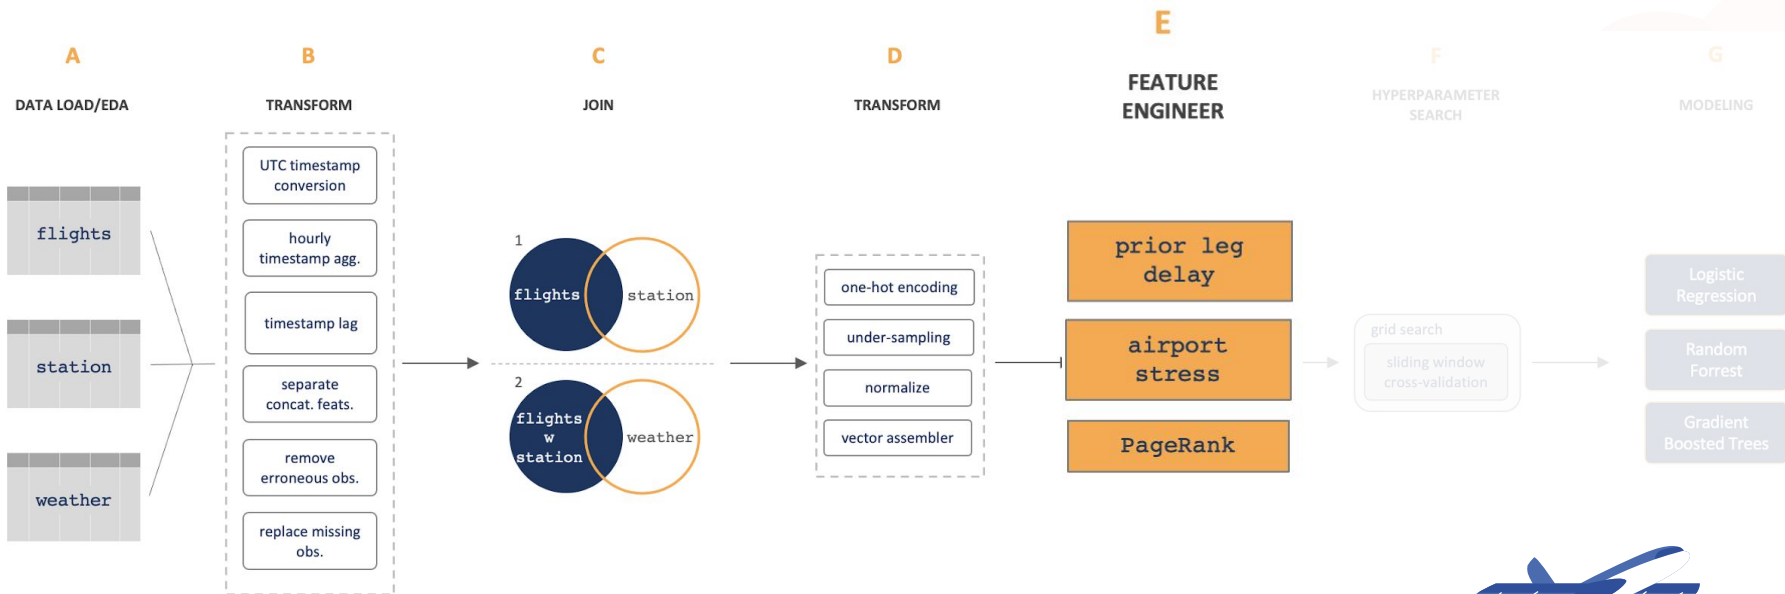 A
DATA LOAD/EDA
flights
station
weather
B
TRANSFORM
UTC timestamp
conversion
hourly
timestamp agg.
timestamp lag
separate
concat. feats.
remove
erroneous obs.
replace missing
obs.
C
JOIN
1
flights
station
2
flights
w
station
weather
D
TRANSFORM
one-hot encoding
under-sampling
normalize
vector assembler
E
FEATURE
ENGINEER
prior leg
delay
airport
stress
PageRank
F
HYPERPARAMETER
SEARCH
grid search
sliding window
cross-validation
G
MODELING
Logistic
Regression
Random
Forrest
Gradient
Boosted Trees